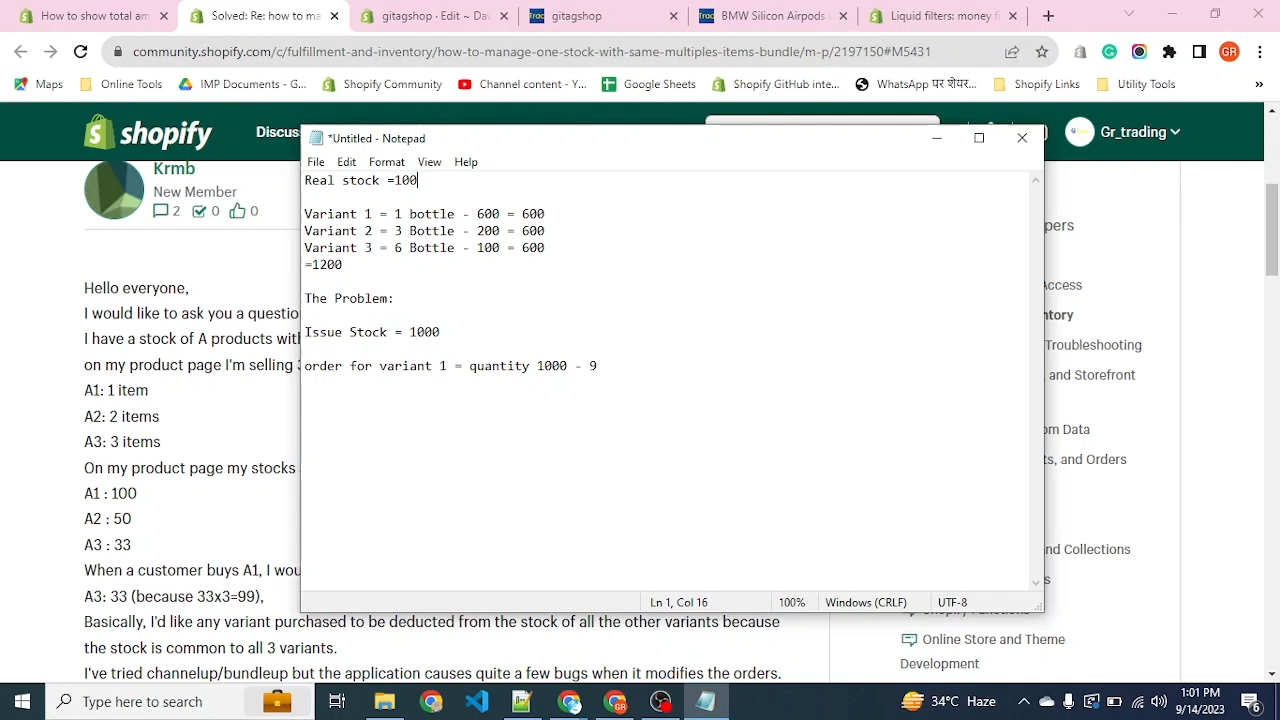 How to show total am
Solved: Re: how to ma
gitagshop · edit ~ Da
gitagshop
BMW Silicon Airpods
Liquid filters: money f
community.shopify.com/c/fulfillment-and-inventory/how-to-manage-one-stock-with-same-multiples-items-bundle/m-p/2197150#M5431
GR
Maps
Online Tools
IMP Documents - G...
Shopify Community
Channel content - Y...
Google Sheets
Shopify GitHub inte...
WhatsApp पर शेयर...
Shopify Links
Utility Tools
»
shopify
Discus
Gr_trading
Krmb
New Member
2 0 0
*Untitled - Notepad
File Edit Format View Help
Real stock =100
Variant 1 = 1 bottle - 600 = 600
Variant 2 = 3 Bottle - 200 = 600
Variant 3 = 6 Bottle - 100 = 600
=1200
The Problem:
Issue Stock = 1000
order for variant 1 = quantity 1000 - 9
Ln 1, Col 16
100%
Windows (CRLF)
UTF-8
Hello everyone,
I would like to ask you a questio
I have a stock of A products with
on my product page I'm selling 3
A1: 1 item
A2: 2 items
A3: 3 items
On my product page my stocks
A1 : 100
A2 : 50
A3 : 33
When a customer buys A1, I wou
A3: 33 (because 33x3=99),
Basically, I'd like any variant purchased to be deducted from the stock of all the other variants because
the stock is common to all 3 variants.
I've tried channelup/bundleup but the application causes quite a few bugs when it modifies the orders.
pers
Access
ntory
Troubleshooting
and Storefront
om Data
ts, and Orders
nd Collections
s
Online Store and Theme
Development
Type here to search
34°C Haze
1:01 PM
9/14/2023
6